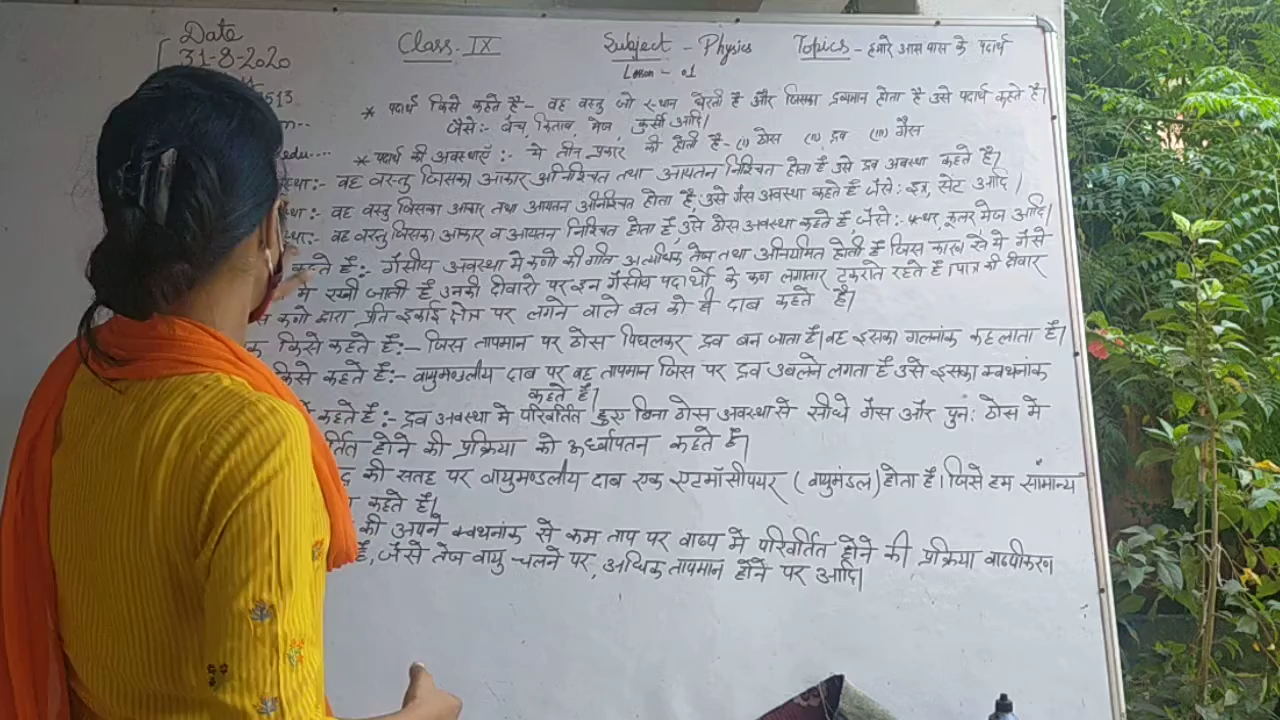 Date
31-8-2020
Class - IX Subject - Physics Topics - हमारे आस पास के पदार्थ
Lesson - 01
513
* पदार्थ किसे कहते है - वह वस्तु जो स्थान घेरती है और जिसका द्रव्यमान होता है उसे पदार्थ कहते है।
जैसे:- बैंच, किताब, मेज, कुर्सी आदि।
edu....
* पदार्थ की अवस्थाएँ :- ये तीन प्रकार की होती है - (i) ठोस (ii) द्रव (iii) गैस
स्था:- वह वस्तु जिसका आकार अनिश्चित तथा आयतन निश्चित होता है उसे द्रव अवस्था कहते है।
था :- वह वस्तु जिसका आकार तथा आयतन अनिश्चित होता है, उसे गैस अवस्था कहते है जैसे: इत्र, सेंट आदि।
स्था:- वह वस्तु जिसका आकार व आयतन निश्चित होता है, उसे ठोस अवस्था कहते है, जैसे:- पत्थर, कूलर मेज आदि।
कहते है:- गैसीय अवस्था मे कणो की गति अत्यधिक तेज तथा अनियमित होती है जिस कारण मे गैसे
मे रखी जाती है, उनकी दीवारो पर इन गैसीय पदार्थो के कण लगातार टकराते रहते है। पात्र की दीवार
कणो द्वारा प्रति इकाई क्षेत्र पर लगने वाले बल को ही दाब कहते है।
क किसे कहते है:- जिस तापमान पर ठोस पिघलकर द्रव बन जाता है। वह इसका गलनांक कहलाता है।
किसे कहते है:- वायुमण्डलीय दाब पर वह तापमान जिस पर द्रव उबलने लगता है उसे इसका क्वथनांक
कहते है।
कहते है:- द्रव अवस्था मे परिवर्तित हुए बिना ठोस अवस्था से सीधे गैस और पुन: ठोस मे
र्तित होने की प्रक्रिया को ऊर्ध्वापतन कहते है।
की सतह पर वायुमण्डलीय दाब एक एटमॉसीफियर (वायुमंडल) होता है। जिसे हम सामान्य
कहते है।
की अपने क्वथनांक से कम ताप पर वाष्प मे परिवर्तित होने की प्रक्रिया वाष्पीकरण
है, जैसे तेज वायु चलने पर, अधिक तापमान होने पर आदि।